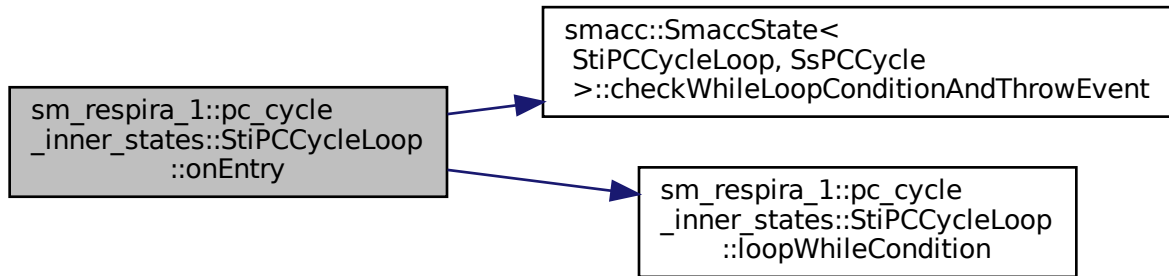 sm_respira_1::pc_cycle
_inner_states::StiPCCycleLoop
::onEntry
smacc::SmaccState<
StiPCCycleLoop, SsPCCycle
>::checkWhileLoopConditionAndThrowEvent
sm_respira_1::pc_cycle
_inner_states::StiPCCycleLoop
::loopWhileCondition